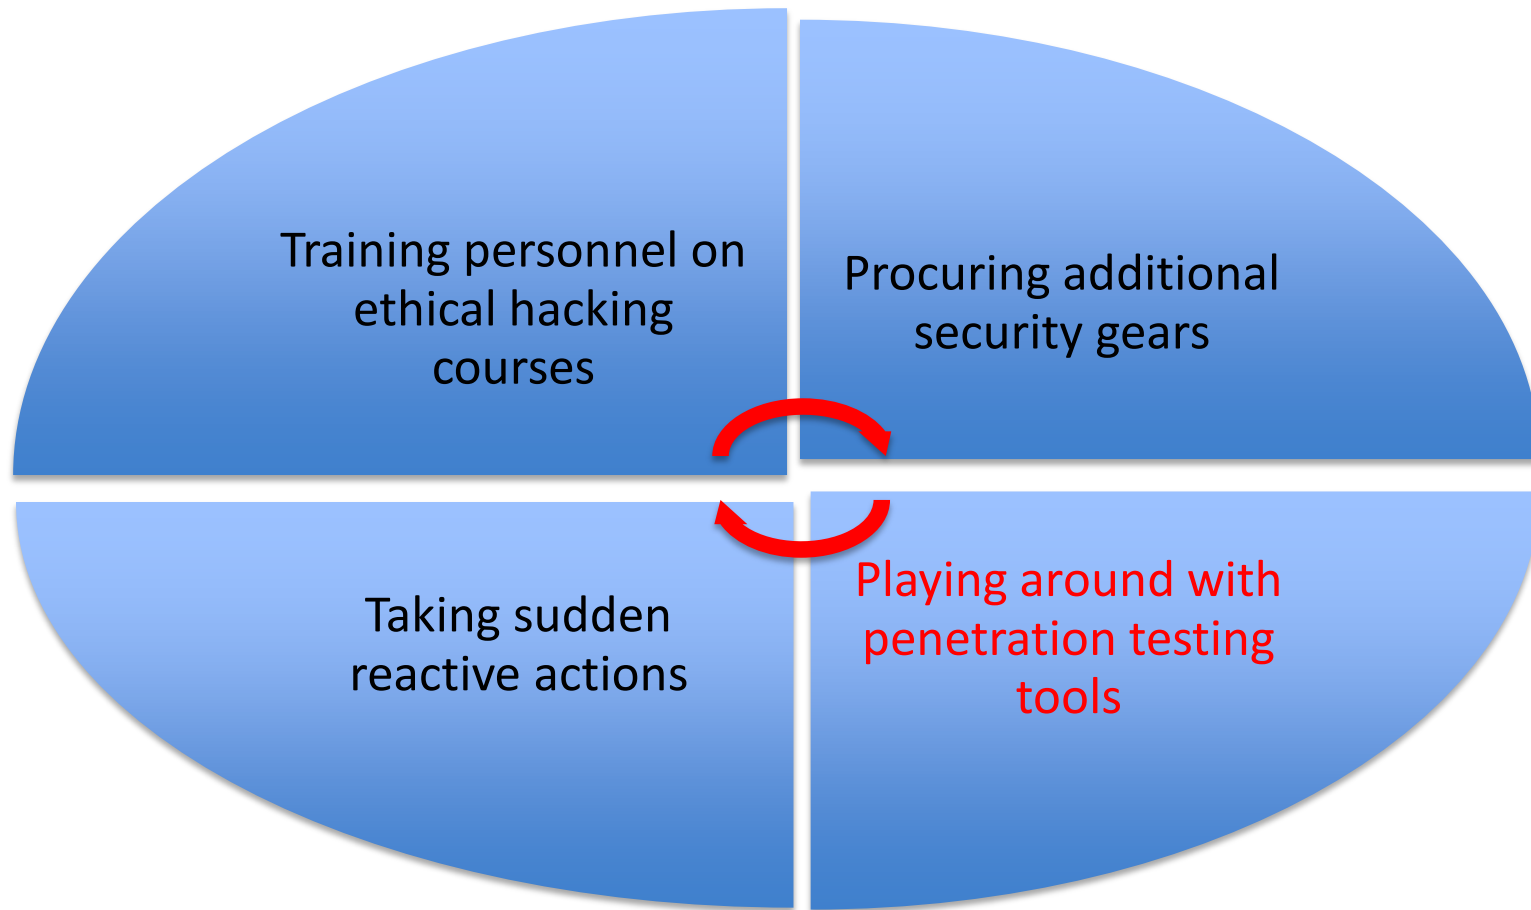 Training personnel on
ethical hacking
courses
Procuring additional
security gears
Taking sudden
reactive actions
Playing around with
penetration testing
tools